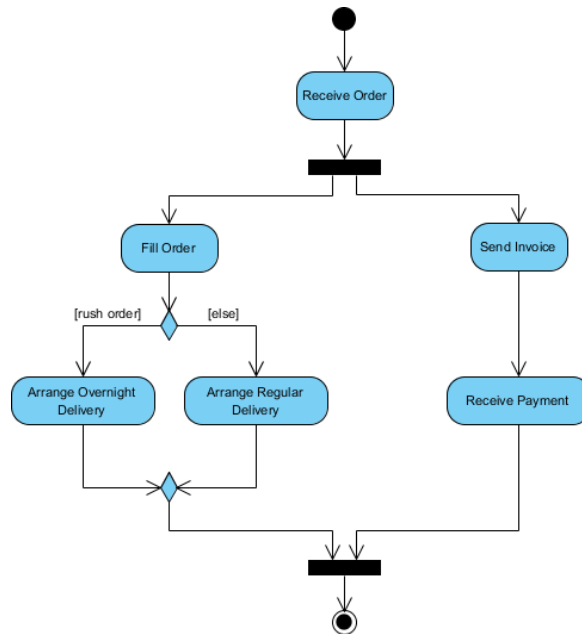 Receive Order
Fill Order
Send Invoice
[rush order]
[else]
Arrange Overnight
Delivery
Arrange Regular
Delivery
Receive Payment